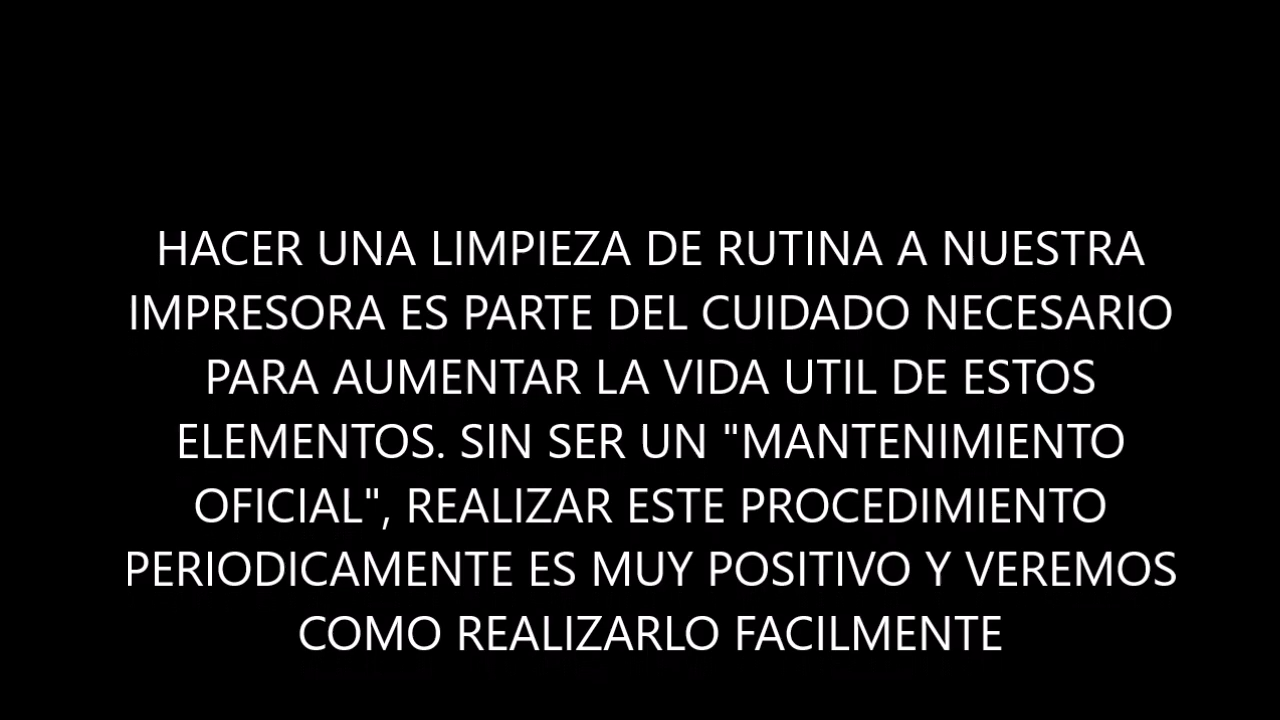 HACER UNA LIMPIEZA DE RUTINA A NUESTRA
IMPRESORA ES PARTE DEL CUIDADO NECESARIO
PARA AUMENTAR LA VIDA UTIL DE ESTOS
ELEMENTOS. SIN SER UN "MANTENIMIENTO
OFICIAL", REALIZAR ESTE PROCEDIMIENTO
PERIODICAMENTE ES MUY POSITIVO Y VEREMOS
COMO REALIZARLO FACILMENTE